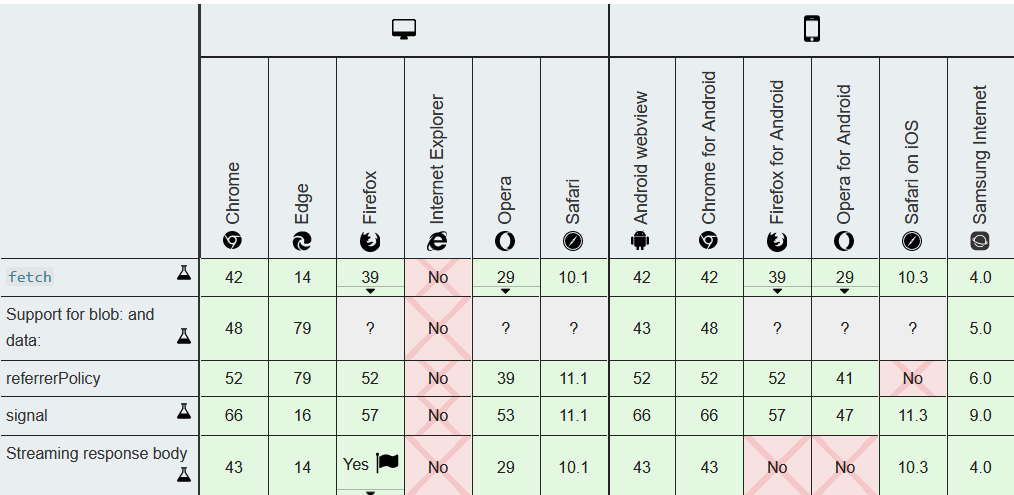 Chrome
Edge
Firefox
Internet Explorer
Opera
Safari
Android webview
Chrome for Android
Firefox for Android
Opera for Android
Safari on iOS
Samsung Internet
fetch 42 14 39 No 29 10.1 42 42 39 29 10.3 4.0
Support for blob: and
data: 48 79 ? No ? ? 43 48 ? ? ? 5.0
referrerPolicy 52 79 52 No 39 11.1 52 52 52 41 No 6.0
signal 66 16 57 No 53 11.1 66 66 57 47 11.3 9.0
Streaming response body
43 14 Yes No 29 10.1 43 43 No No 10.3 4.0